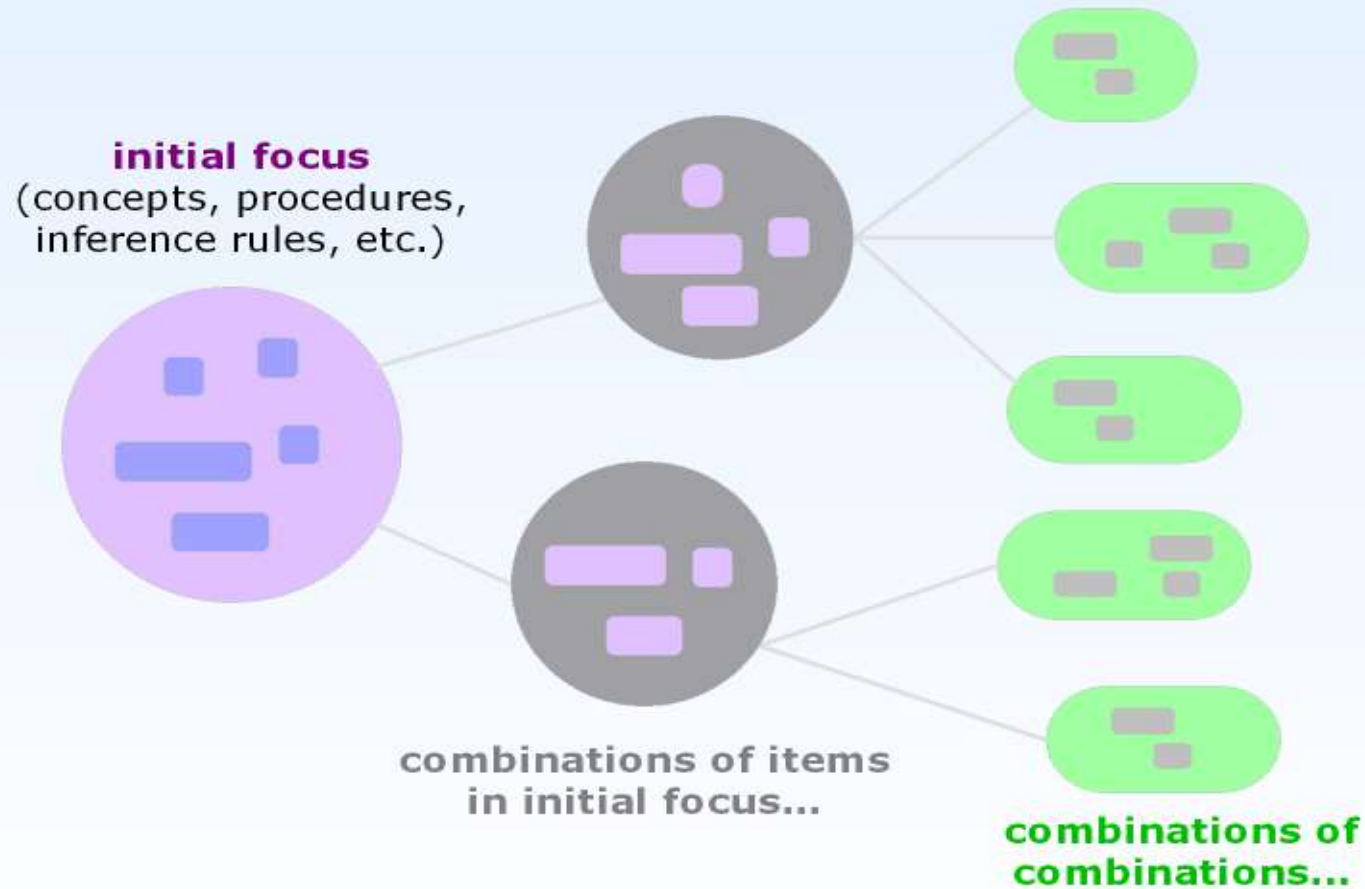 initial focus
(concepts, procedures,
inference rules, etc.)
combinations of items
in initial focus...
combinations of
combinations...